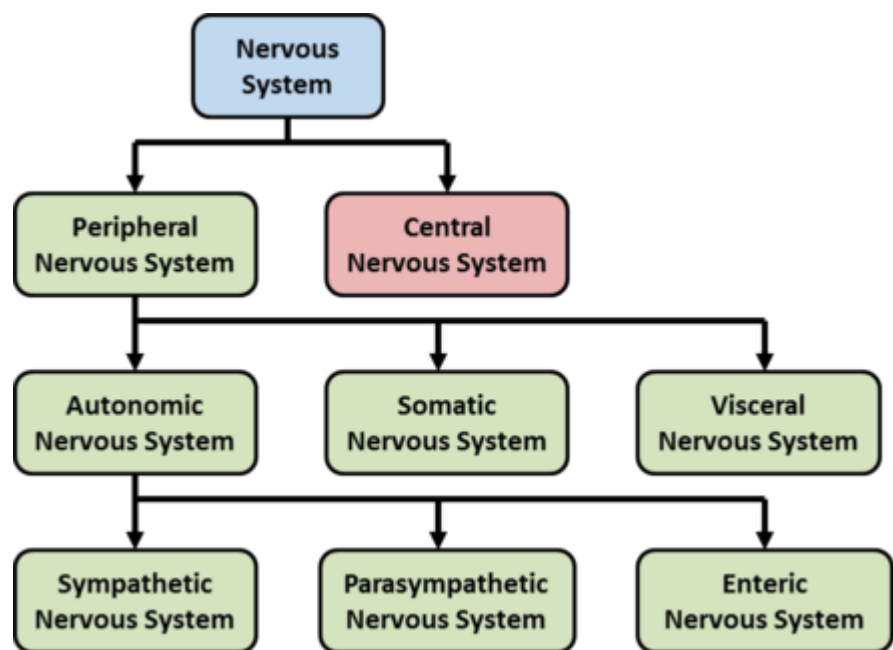 Nervous
System
Peripheral
Nervous System
Central
Nervous System
Autonomic
Nervous System
Somatic
Nervous System
Visceral
Nervous System
Sympathetic
Nervous System
Parasympathetic
Nervous System
Enteric
Nervous System